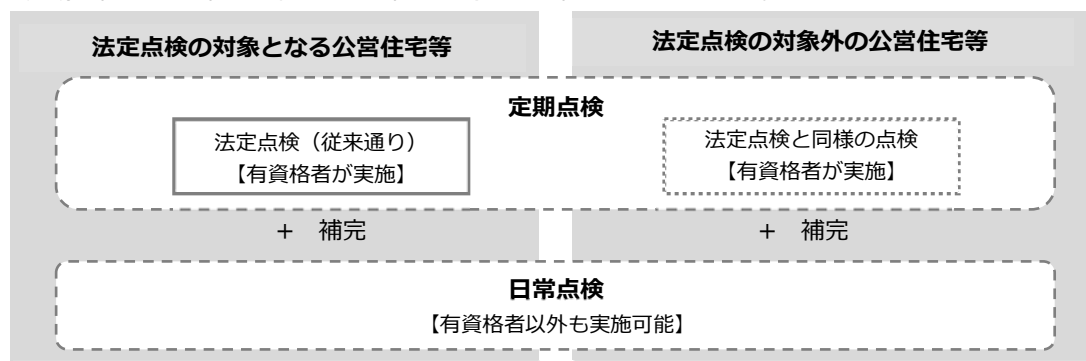 法定点検の対象となる公営住宅等
法定点検の対象外の公営住宅等
定期点検
法定点検（従来通り）
【有資格者が実施】
法定点検と同様の点検
【有資格者が実施】
+ 補完
+ 補完
日常点検
【有資格者以外も実施可能】